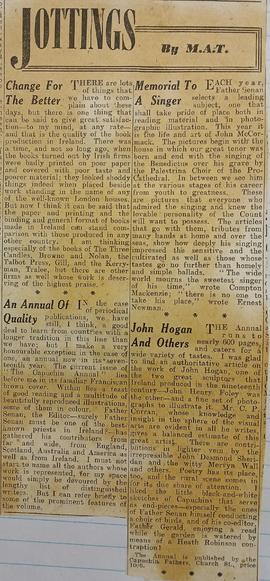 JOTTINGS
By M.A.T.
Change For
The Better
THERE are lots
of things that
we have to com-
plain about these
days, but there is one thing that
can be said to give great satisfac-
tion—to my mind, at any rate—
and that is the quality of the book
production in Ireland. There was
a time, and not so long ago, when
the books turned out by Irish firms
were badly printed on poor paper
and covered with poor taste and
poorer material; they looked shoddy
things indeed when placed beside
work standing in the name of any
of the well-known London houses.
But now I think it can be said that
the paper and printing and the
binding and general format of books
made in Ireland can stand com-
parison with those produced in any
other country. I am thinking
especially of the books of The Three
Candles, Browne and Nolan, the
Talbot Press, Gill, and the Kerry-
man, Tralee, but there are other
firms as well whose work is deserv-
ing of the highest praise.
An Annual Of
Quality
IN the case
of periodical
publications, we have
still, I think, a good
deal to learn from countries with a
longer tradition in this line than
we have; but I make a very
honourable exception in the case of
one, an annual now in its seven-
teenth year. The current issue of
"The Capuchin Annual" lies
before me in its familiar Franciscan
brown cover. Within lies a feast
of good reading and a multitude of
beautifully reproduced illustrations,
some of them in colour. Father
Senan, the Editor—surely Father
Senan must be one of the best-
known priests in Ireland?—has
gathered his contributors from
far and wide, from England,
Scotland, Australia and America as
well as from Ireland. I must not
start to name all the authors whose
work is represented, for my space
would simply be devoured by the
lengthy list of distinguished
writers. But I can refer briefly to
some of the prominent features of
the volume.
Memorial To
A Singer
EACH year,
Father Senan
selects a leading
subject, one that
shall take pride of place both in
reading material and in photo-
graphic illustration. This year it
is the life and art of John McCor-
mack. The pictures begin with the
house in which our great tenor was
born and end with the singing of
the Benedictus over his grave by
the Palestrina Choir of the Pro-
Cathedral. In between we see him
at the various stages of his career
from youth to greatness. These
are pictures that everyone who
admired the singing and knew the
lovable personality of the Count
will want to possess. The articles
that go with them, tributes from
many hands at home and over the
seas, show how deeply his singing
impressed the sensitive and the
cultivated as well as those whose
tastes go no further than homely
and simple ballads. "The wide
world mourns the sweetest singer
of his time," wrote Compton
Mackenzie; "there is no one to
take his place," wrote Ernest
Newman.
John Hogan
And Others
THE Annual
runs to
nearly 600 pages,
and caters for a
wide variety of tastes. I was glad
to find an authoritative article on
the work of John Hogan, one of
the two great sculptors that
Ireland produced in the nineteenth
century—John Henry Foley was
the other—and a fine set of photo-
graphs to illustrate it. Mr. C. P.
Curran, whose knowledge and
insight in the sphere of the visual
arts are evident in all he writes,
gives a balanced estimate of this
great artist. There are contribu-
tions in lighter vein by the
irrepressible John Desmond Sheri-
dan and the witty Mervyn Wall,
and others. Poetry has its place
too, and the rural scene comes in
for its due share of attention. I
liked the little black-and-white
sketches of Capuchins that serve
as end-pieces—especially the ones
of Father Senan himself conducting
a choir of birds, and of his co-editor,
Father Gerald, enjoying a read
while the garden is watered by
means of a Heath Robinson con-
traption!
The Annual is published by the
Capuchin Fathers, Church St., price